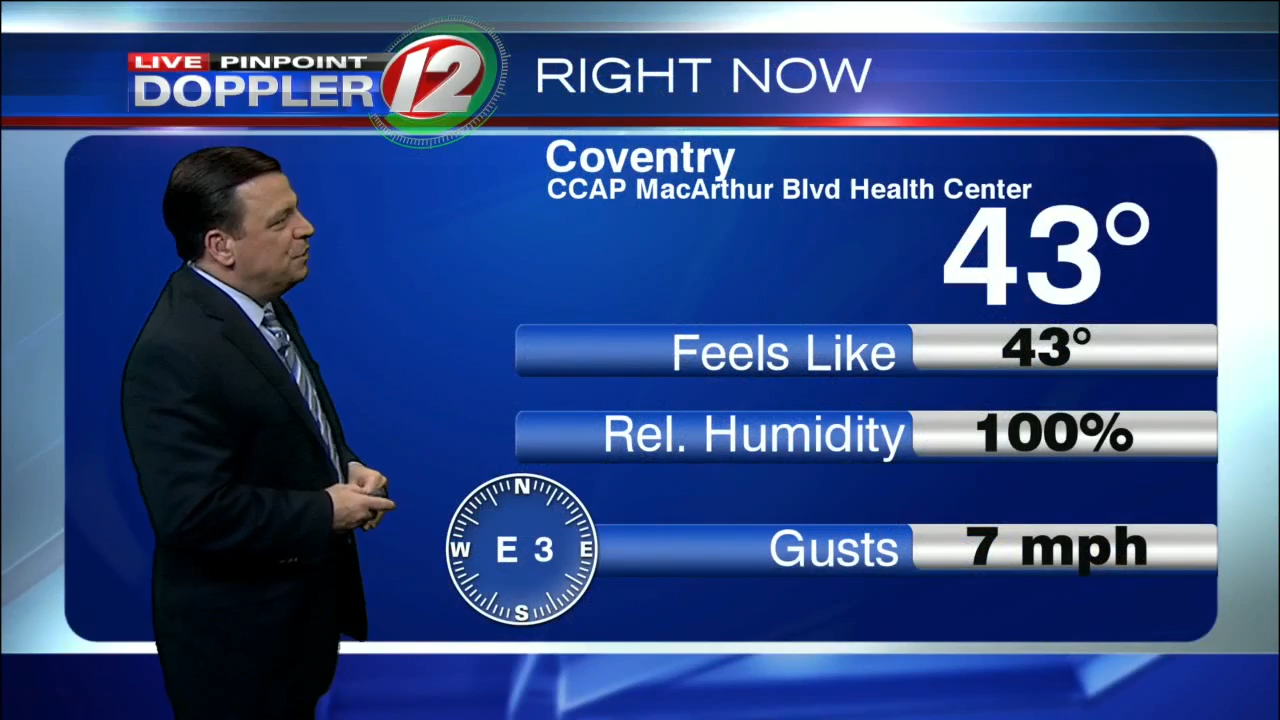 LIVE PINPOINT
DOPPLER 12
RIGHT NOW
Coventry
CCAP MacArthur Blvd Health Center
43°
Feels Like 43°
Rel. Humidity 100%
N
W E 3 E
S
Gusts 7 mph